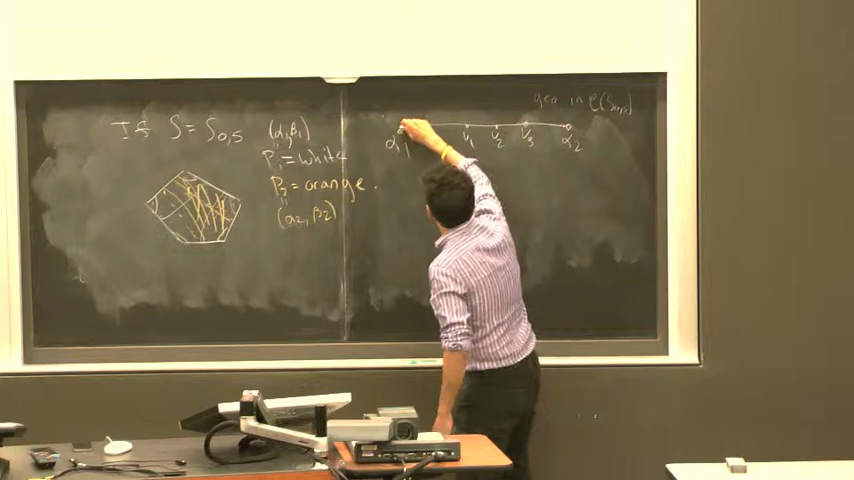 If S = S₀,₅ (α₁, β₁)
P₁ = white
P₂ = orange.
(α₂, β₂)
geo in C(S₀,₅)
α₁ V₁ V₂ V₃ α₂